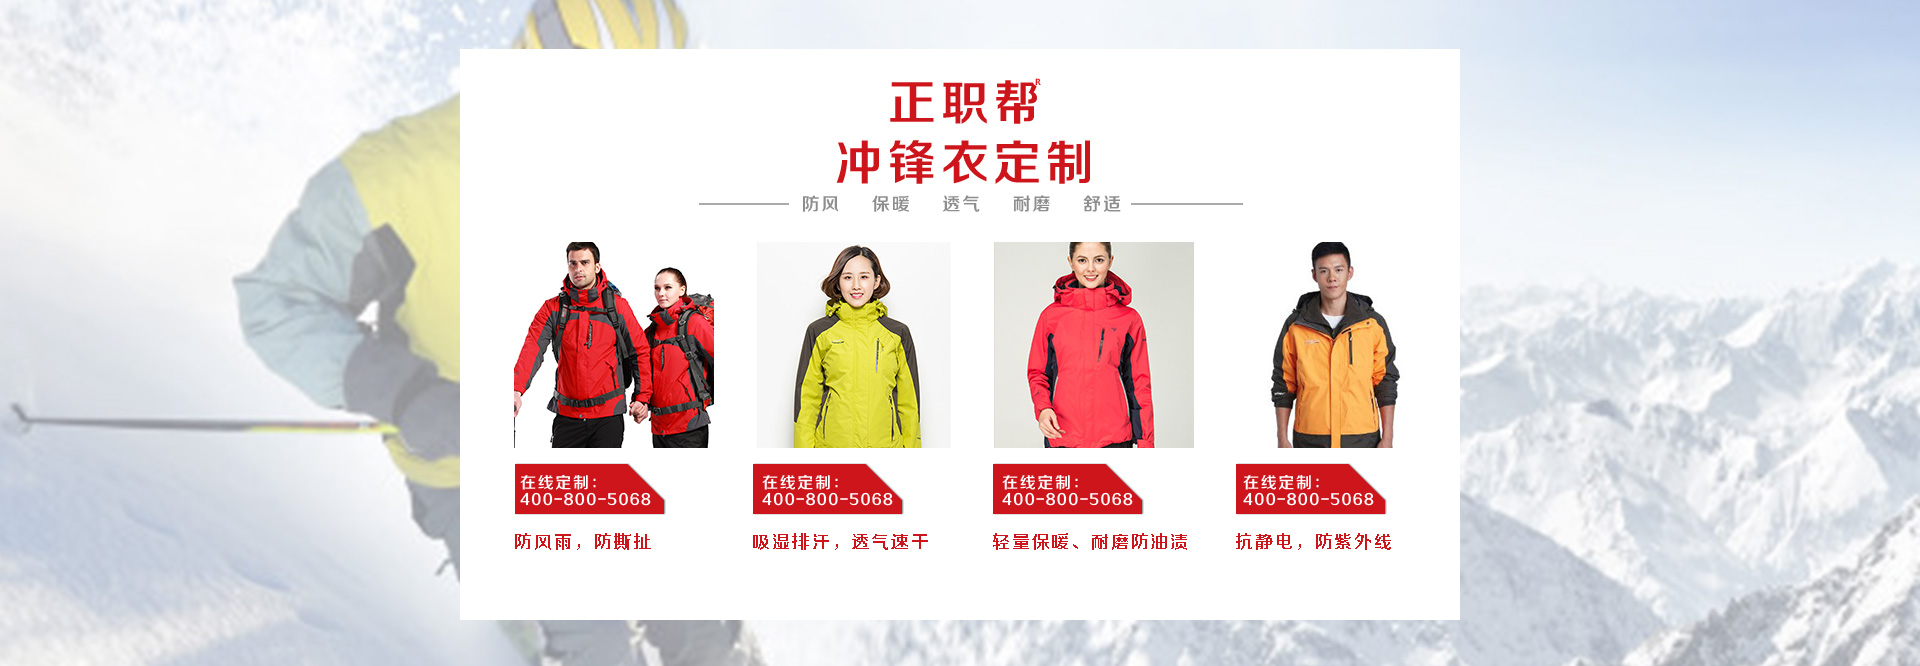 正职帮R
冲锋衣定制
防风 保暖 透气 耐磨 舒适
在线定制：
400-800-5068
防风雨，防撕扯
在线定制：
400-800-5068
吸湿排汗，透气速干
在线定制：
400-800-5068
轻量保暖、耐磨防油渍
在线定制：
400-800-5068
抗静电，防紫外线